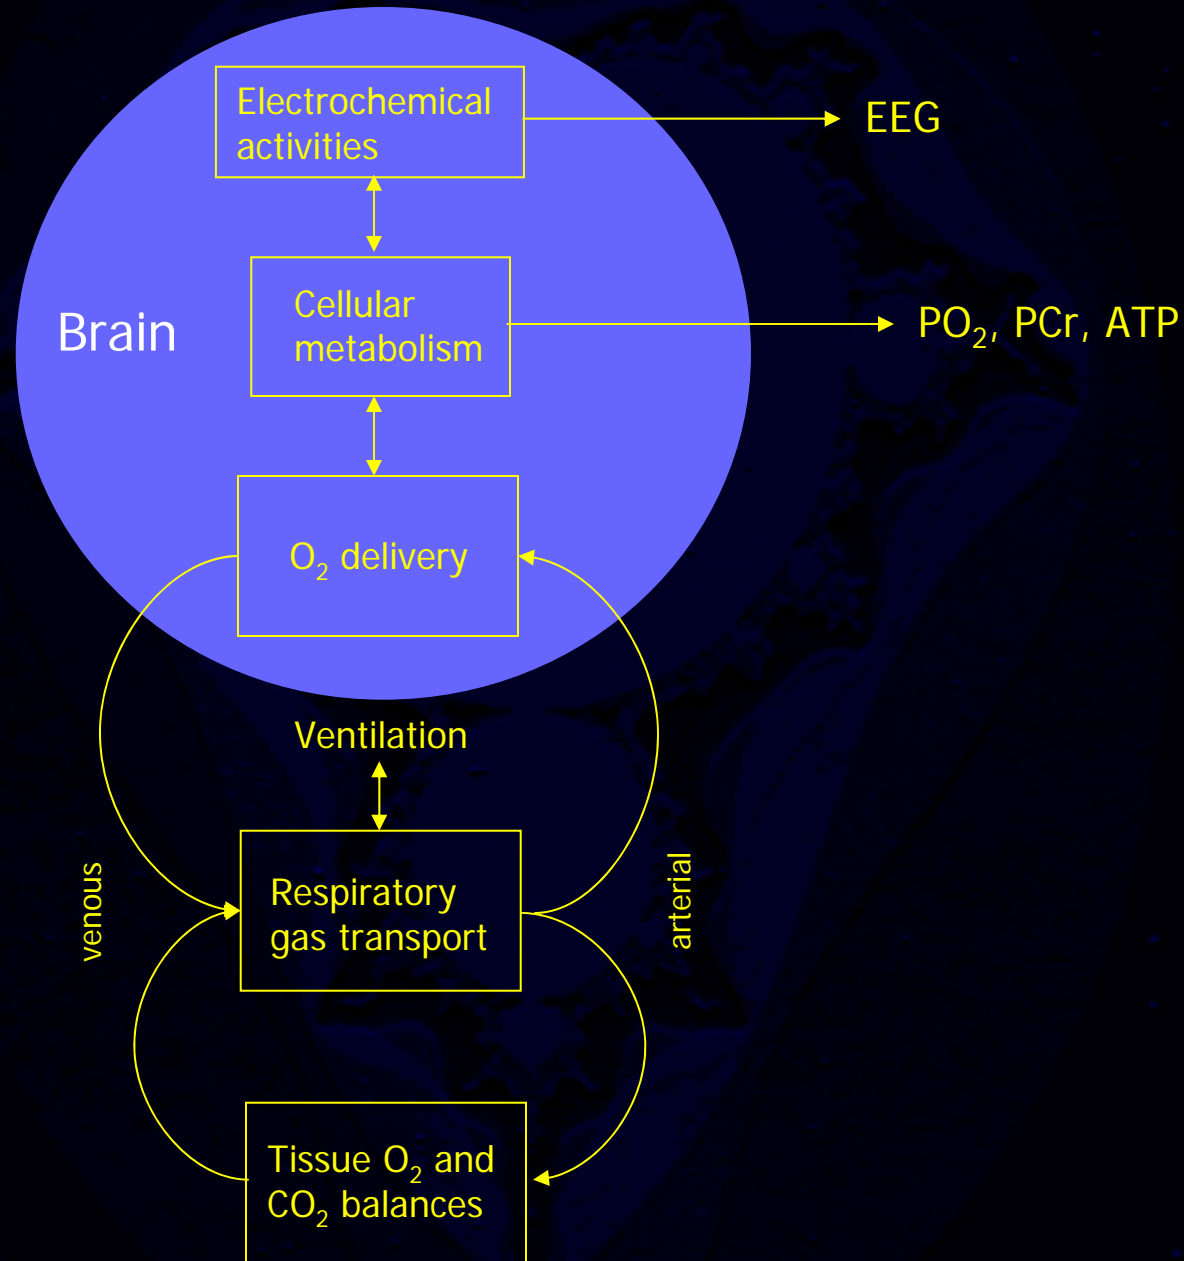 Electrochemical
activities
EEG
Brain
Cellular
metabolism
PO₂, PCr, ATP
O₂ delivery
Ventilation
venous
Respiratory
gas transport
arterial
Tissue O₂ and
CO₂ balances